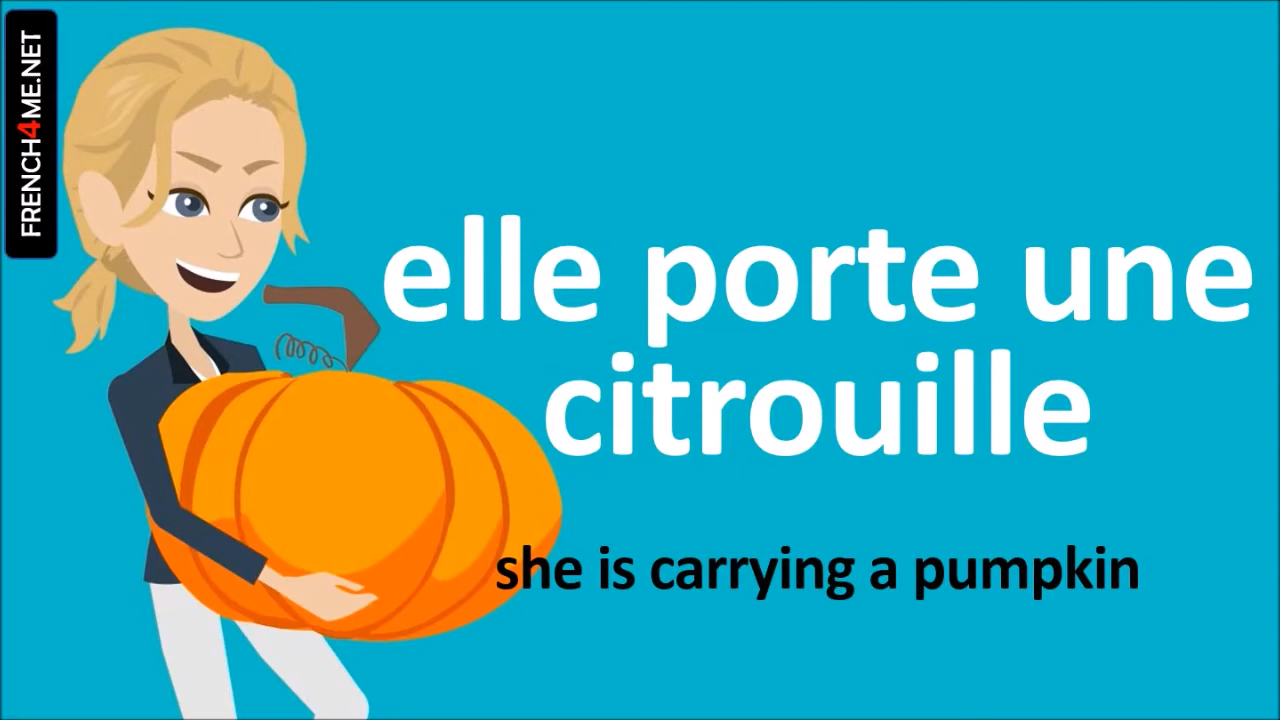 FRENCH4ME.NET
elle porte une
citrouille
she is carrying a pumpkin